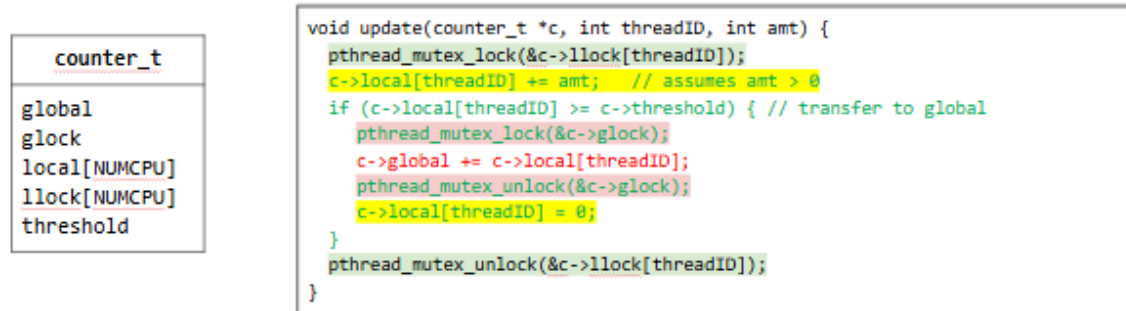 counter_t
global
glock
local[NUMCPU]
llock[NUMCPU]
threshold
void update(counter_t *c, int threadID, int amt) {
pthread_mutex_lock(&c->llock[threadID]);
c->local[threadID] += amt;   // assumes amt > 0
if (c->local[threadID] >= c->threshold) { // transfer to global
pthread_mutex_lock(&c->glock);
c->global += c->local[threadID];
pthread_mutex_unlock(&c->glock);
c->local[threadID] = 0;
}
pthread_mutex_unlock(&c->llock[threadID]);
}